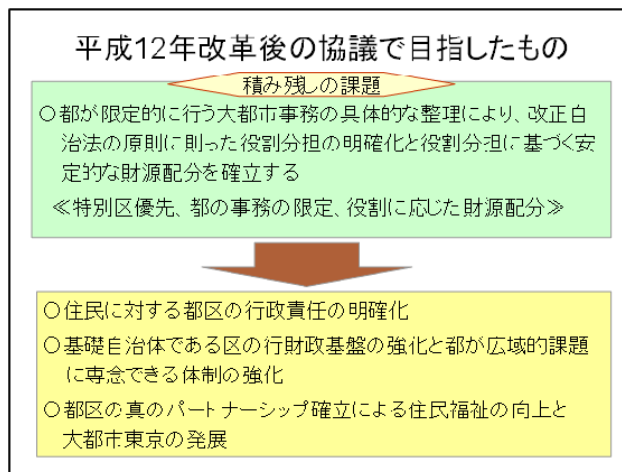 平成12年改革後の協議で目指したもの
積み残しの課題
○都が限定的に行う大都市事務の具体的な整理により、改正自
治法の原則に則った役割分担の明確化と役割分担に基づく安
定的な財源配分を確立する
≪特別区優先、都の事務の限定、役割に応じた財源配分≫
○住民に対する都区の行政責任の明確化
○基礎自治体である区の行財政基盤の強化と都が広域的課題
に専念できる体制の強化
○都区の真のパートナーシップ確立による住民福祉の向上と
大都市東京の発展